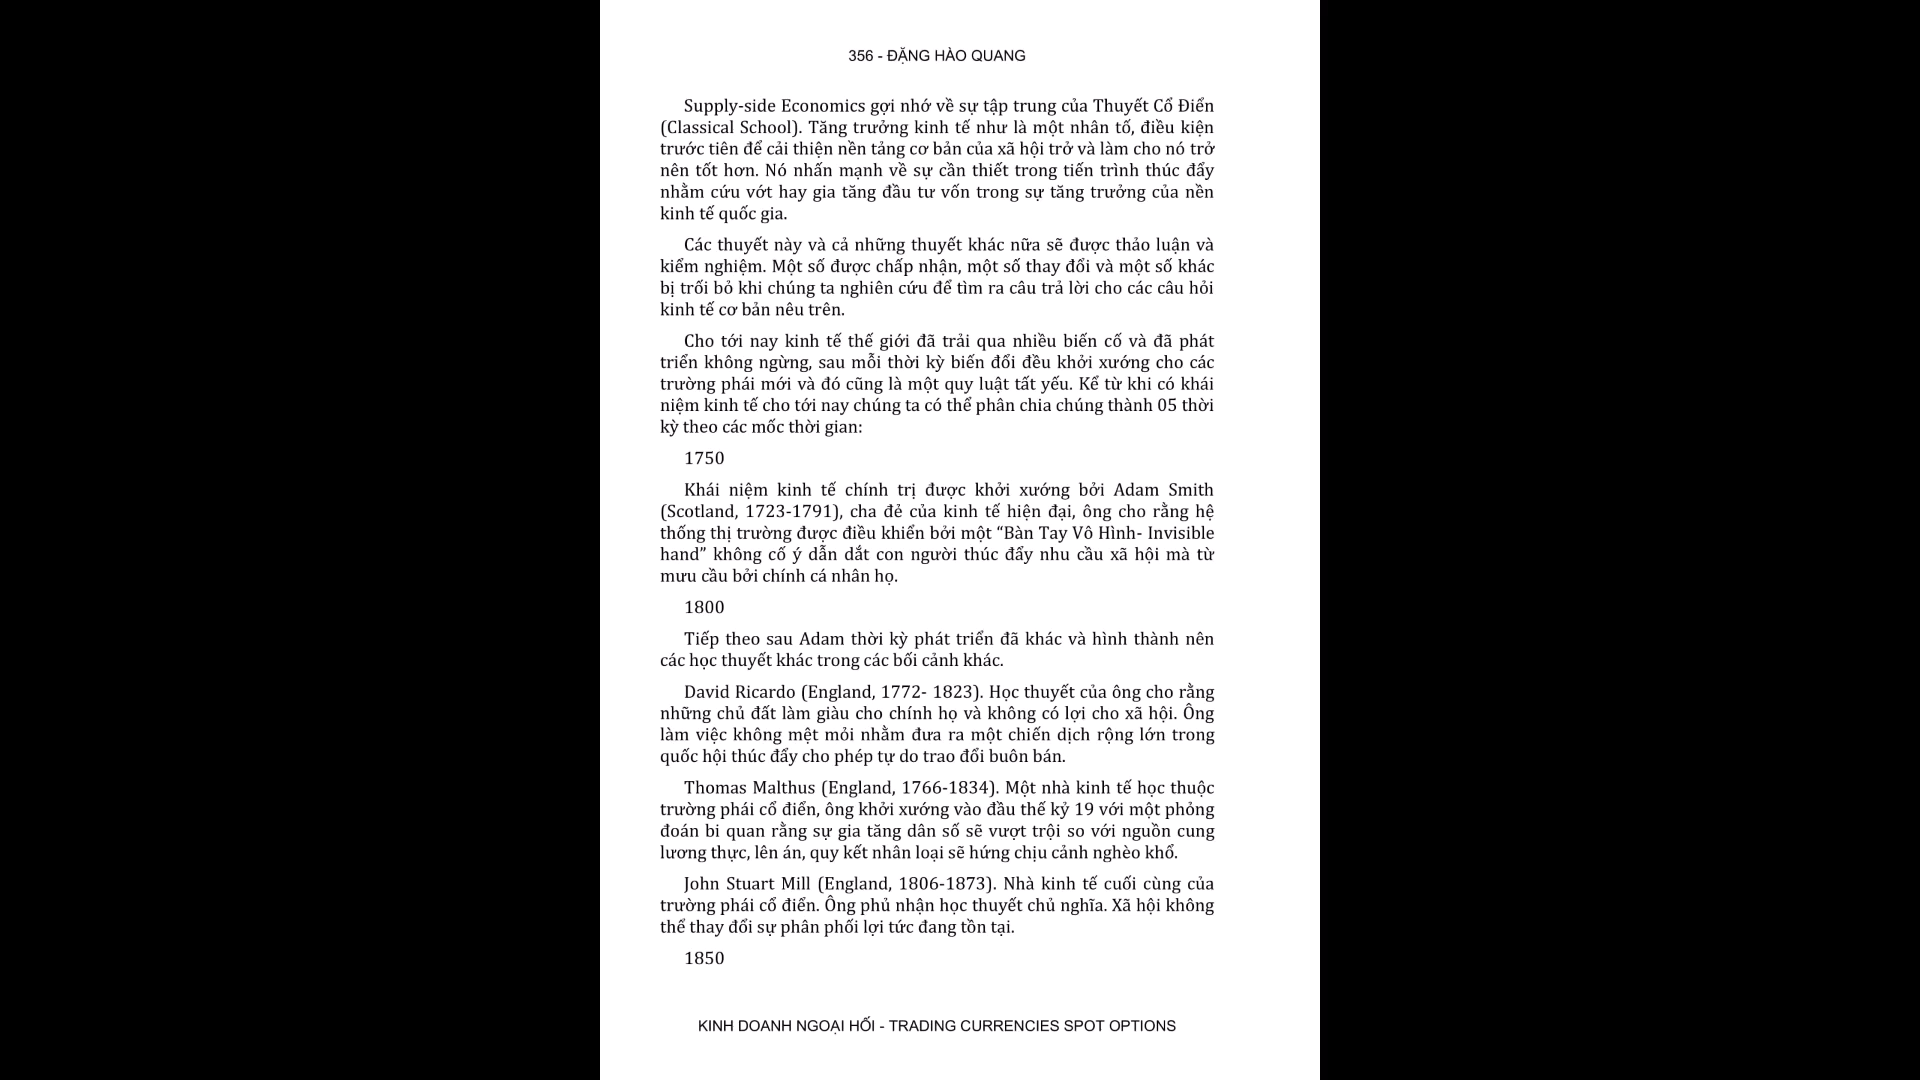 356 - ĐẶNG HÀO QUANG
Supply-side Economics gợi nhớ về sự tập trung của Thuyết Cổ Điển
(Classical School). Tăng trưởng kinh tế như là một nhân tố, điều kiện
trước tiên để cải thiện nền tảng cơ bản của xã hội trở và làm cho nó trở
nên tốt hơn. Nó nhấn mạnh về sự cần thiết trong tiến trình thúc đẩy
nhằm cứu vớt hay gia tăng đầu tư vốn trong sự tăng trưởng của nền
kinh tế quốc gia.
Các thuyết này và cả những thuyết khác nữa sẽ được thảo luận và
kiểm nghiệm. Một số được chấp nhận, một số thay đổi và một số khác
bị trối bỏ khi chúng ta nghiên cứu để tìm ra câu trả lời cho các câu hỏi
kinh tế cơ bản nêu trên.
Cho tới nay kinh tế thế giới đã trải qua nhiều biến cố và đã phát
triển không ngừng, sau mỗi thời kỳ biến đổi đều khởi xướng cho các
trường phái mới và đó cũng là một quy luật tất yếu. Kể từ khi có khái
niệm kinh tế cho tới nay chúng ta có thể phân chia chúng thành 05 thời
kỳ theo các mốc thời gian:
1750
Khái niệm kinh tế chính trị được khởi xướng bởi Adam Smith
(Scotland, 1723-1791), cha đẻ của kinh tế hiện đại, ông cho rằng hệ
thống thị trường được điều khiển bởi một “Bàn Tay Vô Hình- Invisible
hand” không cố ý dẫn dắt con người thúc đẩy nhu cầu xã hội mà từ
mưu cầu bởi chính cá nhân họ.
1800
Tiếp theo sau Adam thời kỳ phát triển đã khác và hình thành nên
các học thuyết khác trong các bối cảnh khác.
David Ricardo (England, 1772- 1823). Học thuyết của ông cho rằng
những chủ đất làm giàu cho chính họ và không có lợi cho xã hội. Ông
làm việc không mệt mỏi nhằm đưa ra một chiến dịch rộng lớn trong
quốc hội thúc đẩy cho phép tự do trao đổi buôn bán.
Thomas Malthus (England, 1766-1834). Một nhà kinh tế học thuộc
trường phái cổ điển, ông khởi xướng vào đầu thế kỷ 19 với một phỏng
đoán bi quan rằng sự gia tăng dân số sẽ vượt trội so với nguồn cung
lương thực, lên án, quy kết nhân loại sẽ hứng chịu cảnh nghèo khổ.
John Stuart Mill (England, 1806-1873). Nhà kinh tế cuối cùng của
trường phái cổ điển. Ông phủ nhận học thuyết chủ nghĩa. Xã hội không
thể thay đổi sự phân phối lợi tức đang tồn tại.
1850
KINH DOANH NGOẠI HỐI - TRADING CURRENCIES SPOT OPTIONS